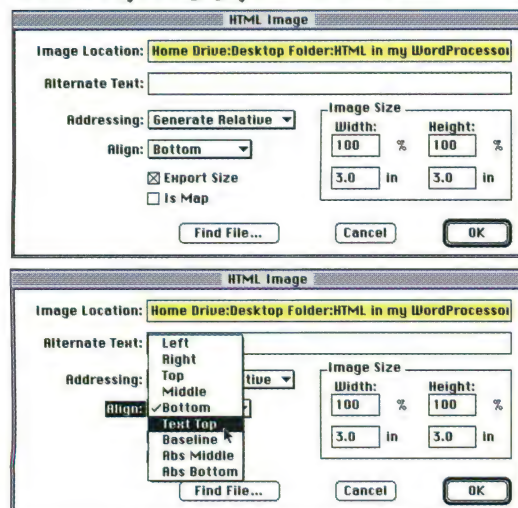 HTML Image
Image Location: Home Drive:Desktop Folder:HTML in my WordProcessor
Alternate Text:
Image Size
Addressing: Generate Relative
Width: Height:
100 % 100 %
Align: Bottom
3.0 in 3.0 in
Export Size
Is Map
Find File... Cancel OK
HTML Image
Image Location: Home Drive:Desktop Folder:HTML in my WordProcessor
Alternate Text:
Left
Right
Top
Middle
✓Bottom
Text Top
Baseline
Abs Middle
Abs Bottom
Addressing: tive
Align:
Image Size
Width: Height:
100 % 100 %
3.0 in 3.0 in
Find File... Cancel OK